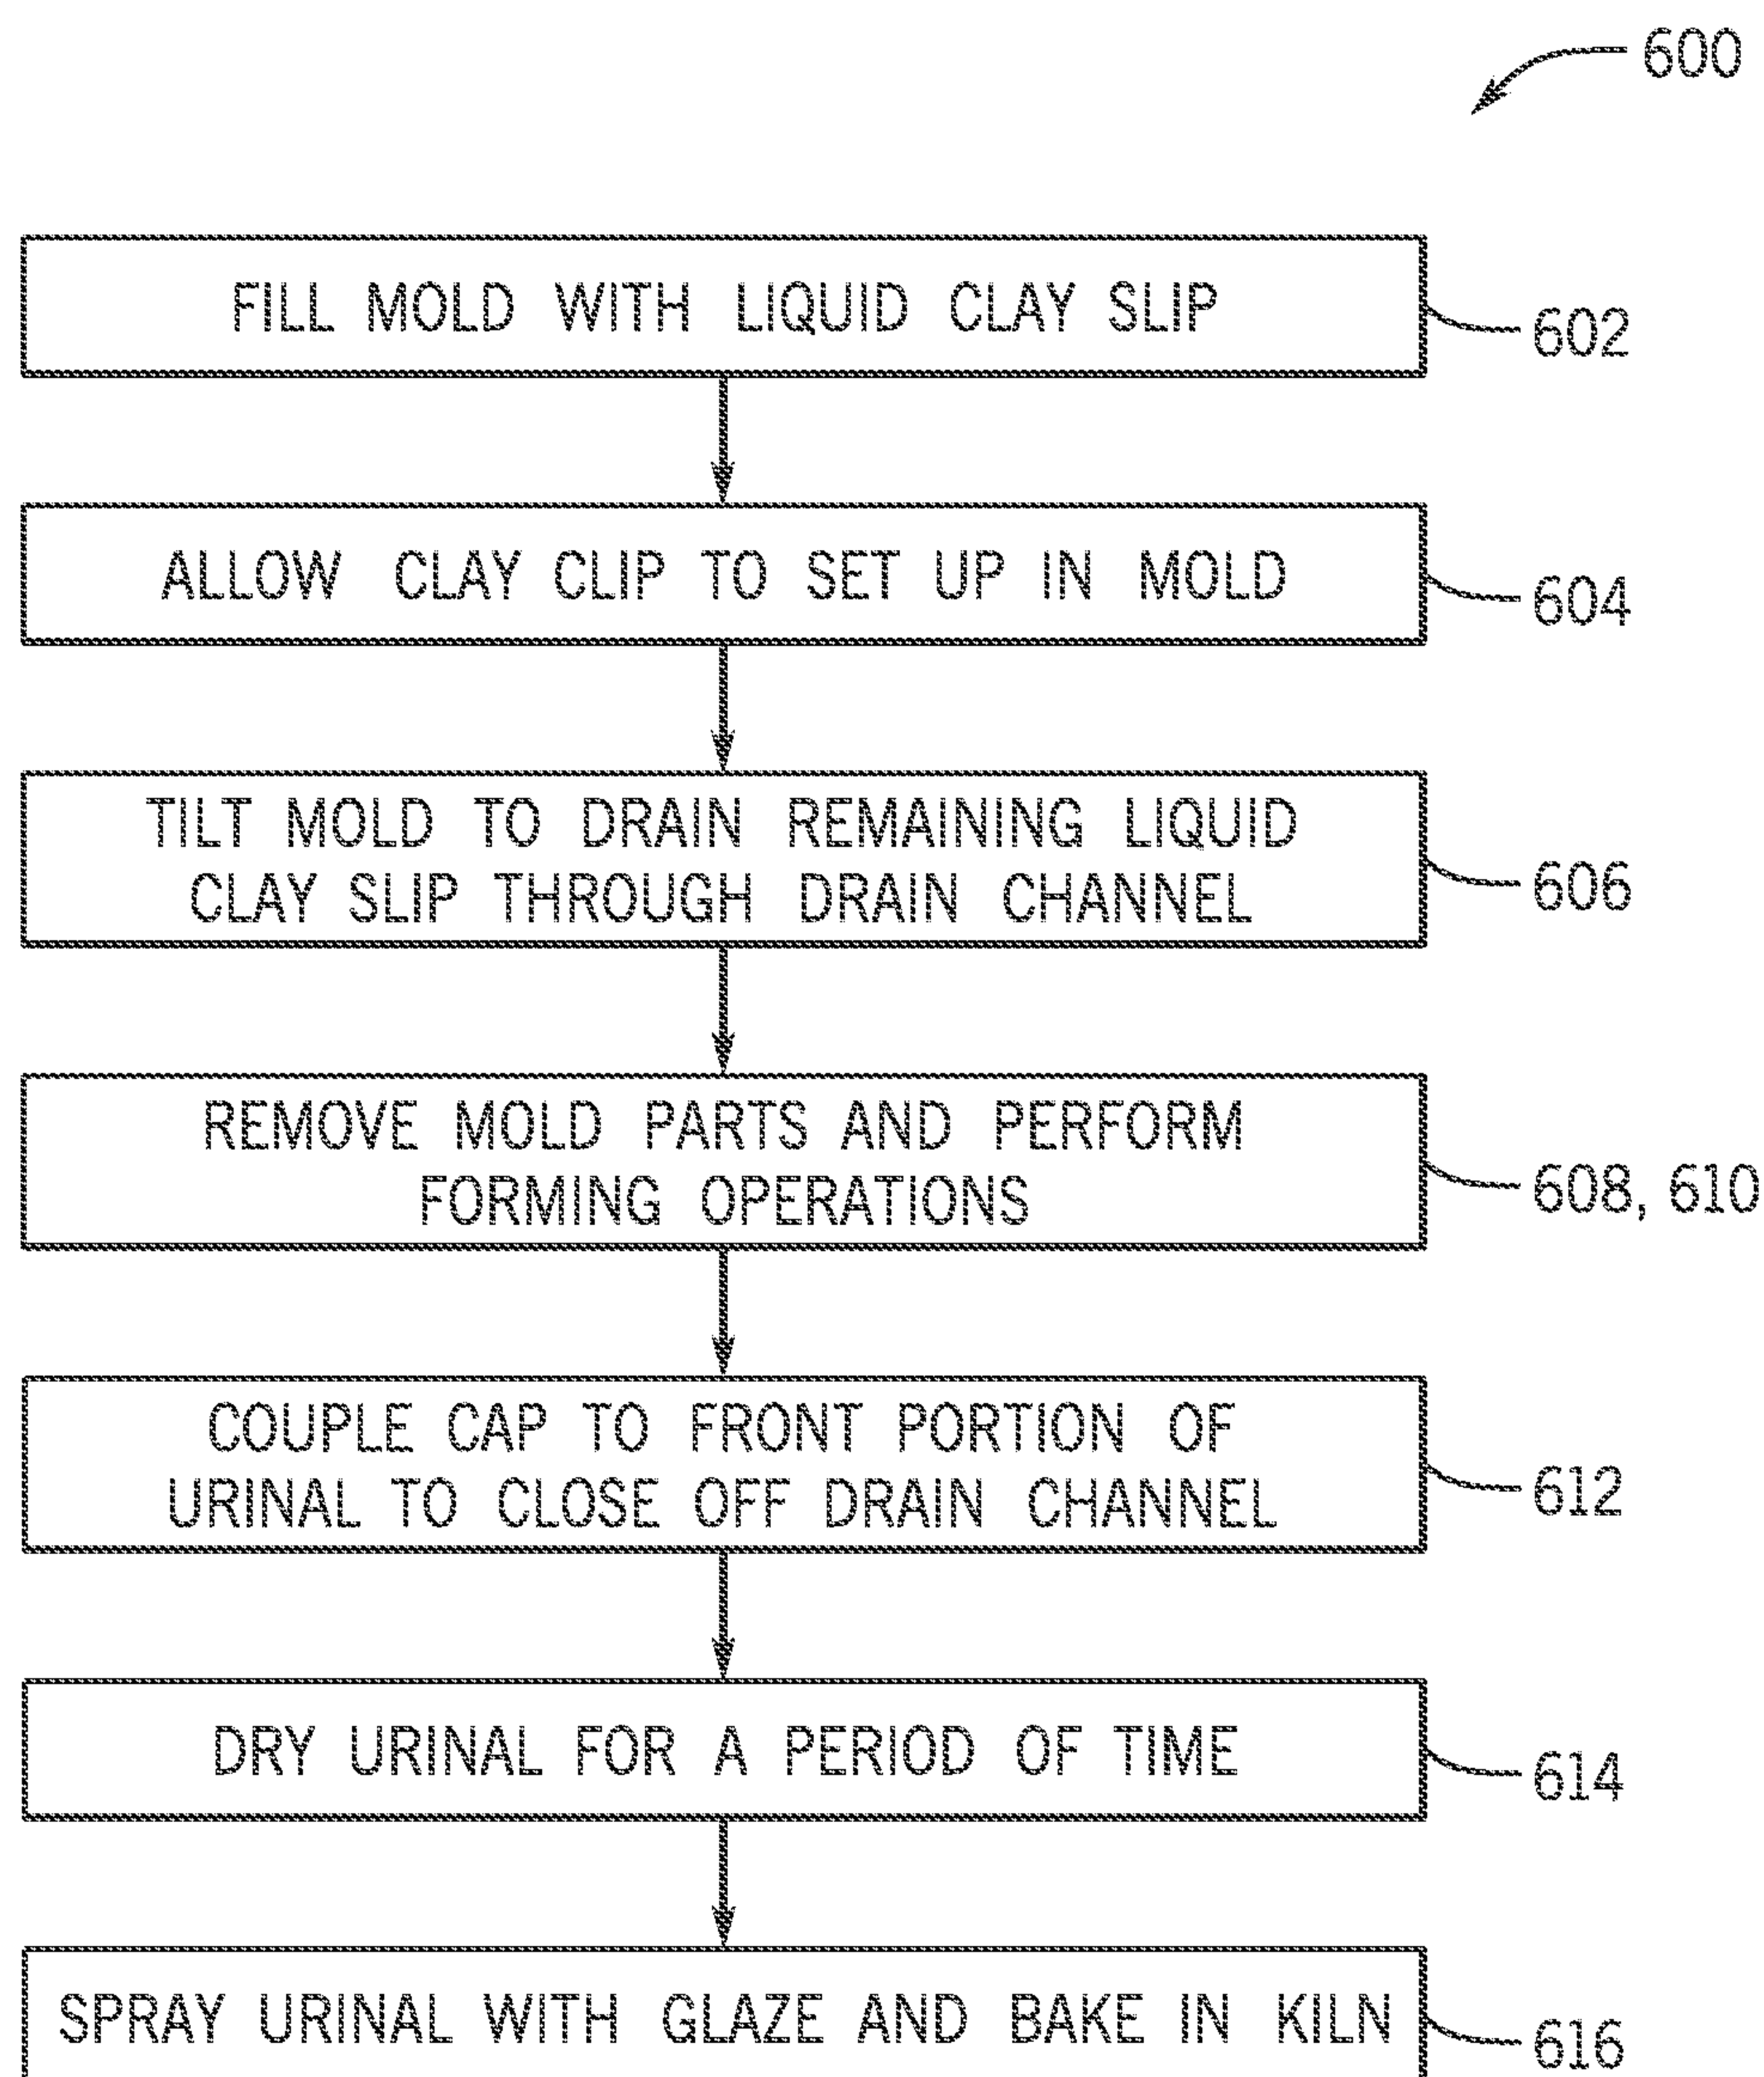 600
FILL MOLD WITH LIQUID CLAY SLIP
602
ALLOW CLAY CLIP TO SET UP IN MOLD
604
TILT MOLD TO DRAIN REMAINING LIQUID
CLAY SLIP THROUGH DRAIN CHANNEL
606
REMOVE MOLD PARTS AND PERFORM
FORMING OPERATIONS
608, 610
COUPLE CAP TO FRONT PORTION OF
URINAL TO CLOSE OFF DRAIN CHANNEL
612
DRY URINAL FOR A PERIOD OF TIME
614
SPRAY URINAL WITH GLAZE AND BAKE IN KILN
616